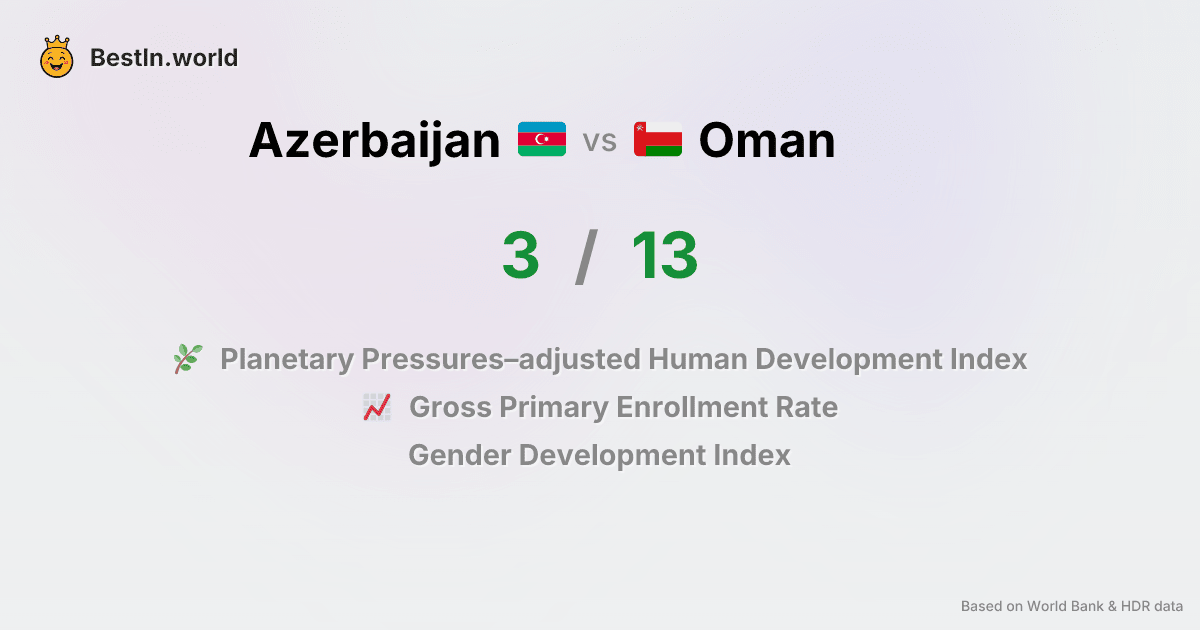 BestIn.world
Azerbaijan vs Oman
3 / 13
Planetary Pressures–adjusted Human Development Index
Gross Primary Enrollment Rate
Gender Development Index
Based on World Bank & HDR data